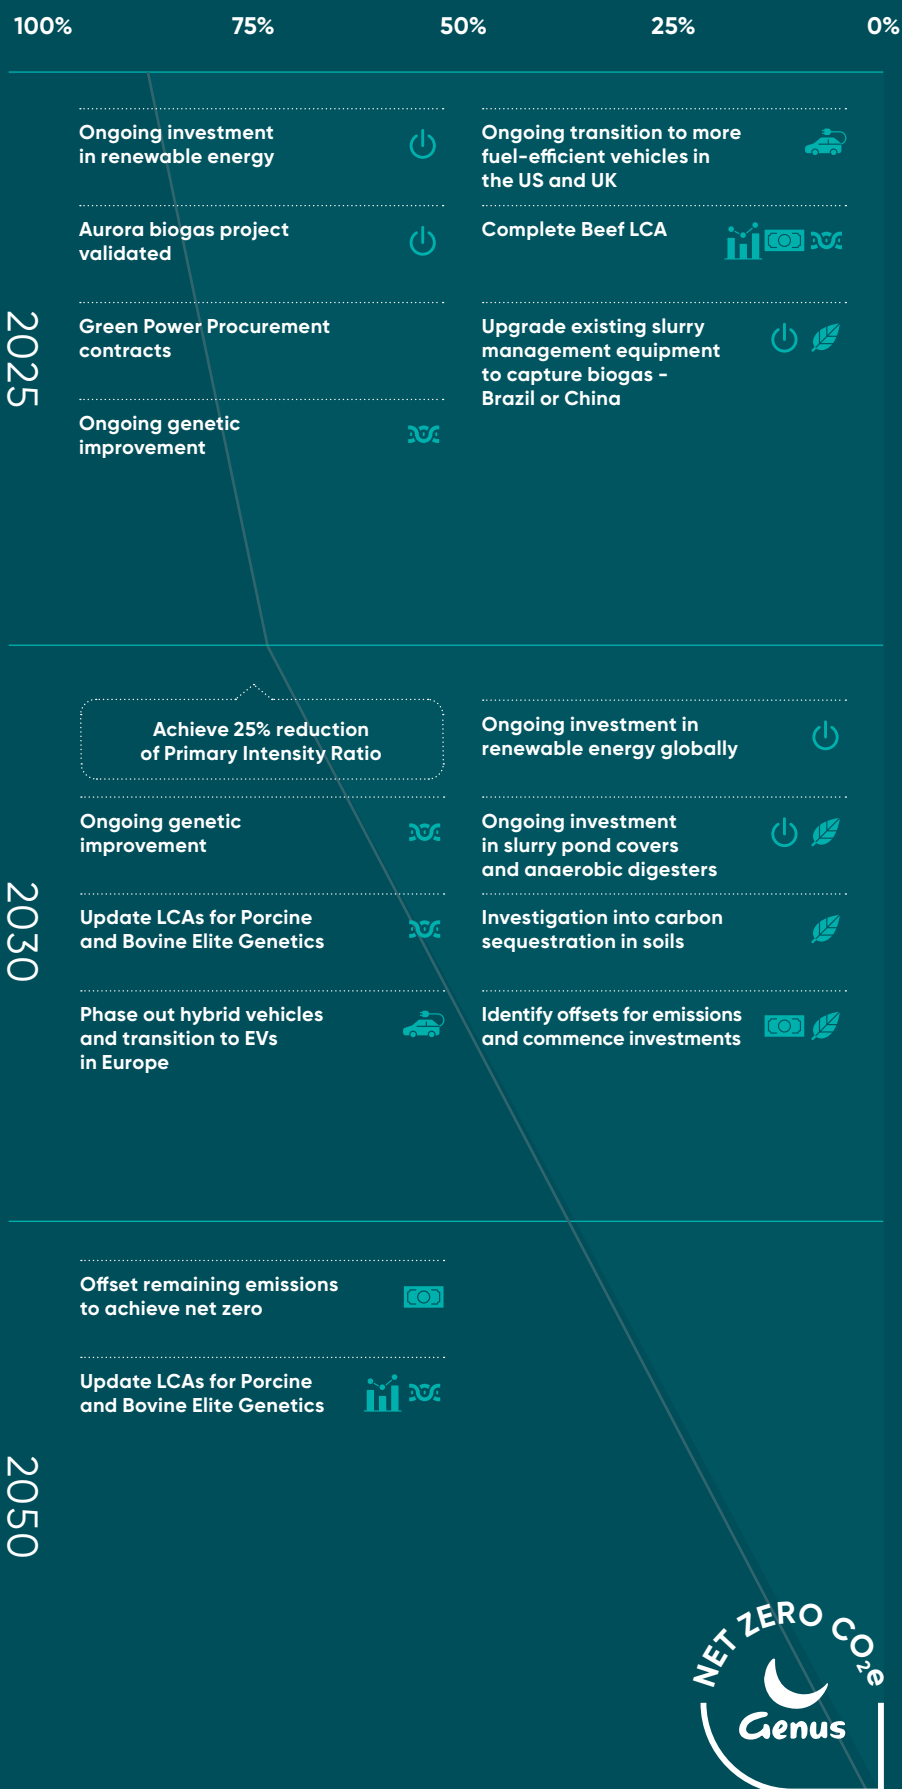 100% 75% 50% 25% 0%
2025
Ongoing investment
in renewable energy
Aurora biogas project
validated
Green Power Procurement
contracts
Ongoing genetic
improvement
Ongoing transition to more
fuel-efficient vehicles in
the US and UK
Complete Beef LCA
Upgrade existing slurry
management equipment
to capture biogas –
Brazil or China
2030
Achieve 25% reduction
of Primary Intensity Ratio
Ongoing genetic
improvement
Update LCAs for Porcine
and Bovine Elite Genetics
Phase out hybrid vehicles
and transition to EVs
in Europe
Ongoing investment in
renewable energy globally
Ongoing investment
in slurry pond covers
and anaerobic digesters
Investigation into carbon
sequestration in soils
Identify offsets for emissions
and commence investments
2050
Offset remaining emissions
to achieve net zero
Update LCAs for Porcine
and Bovine Elite Genetics
NET ZERO CO₂e
Genus